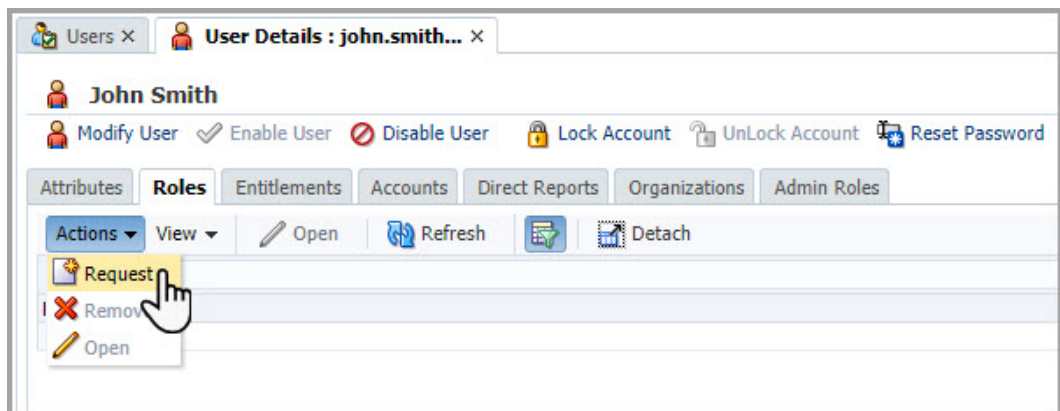 Users × User Details : john.smith... ×
John Smith
Modify User Enable User Disable User Lock Account UnLock Account Reset Password
Attributes Roles Entitlements Accounts Direct Reports Organizations Admin Roles
Actions View Open Refresh Detach
Request
Remov
Open